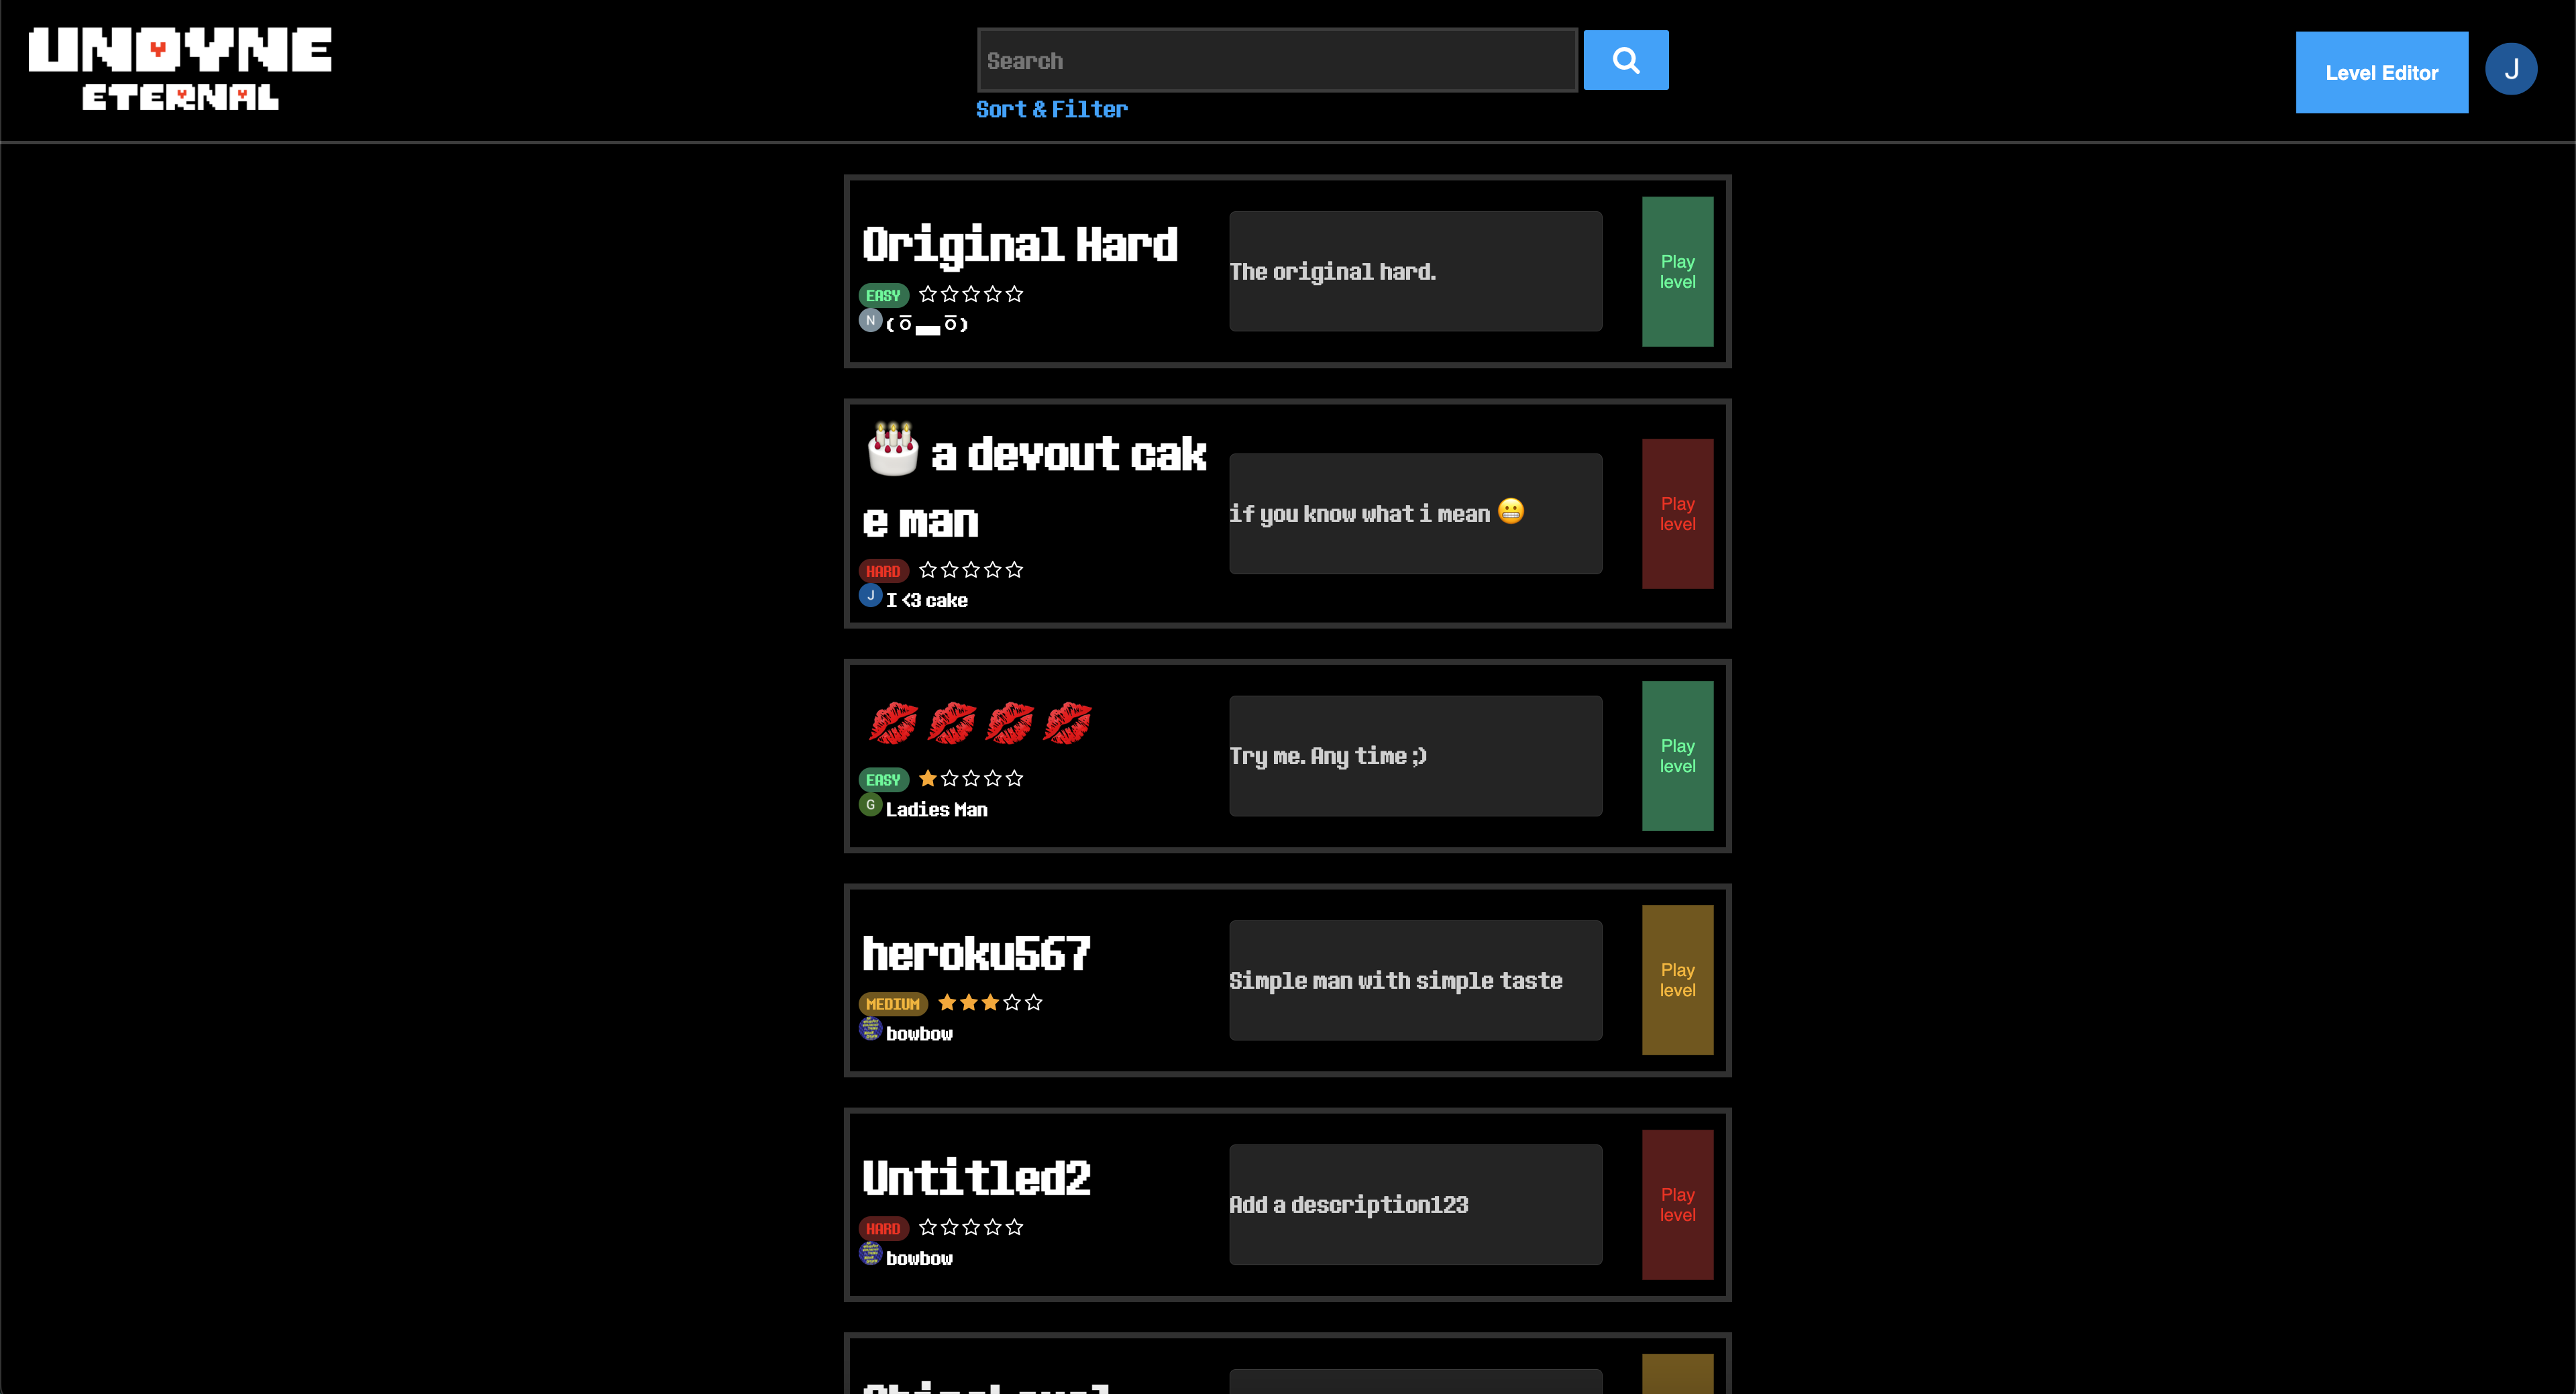 UNDYNE
ETERNAL
Search
Sort & Filter
Level Editor
J
Original Hard
EASY
N ( ō▂ō)
The original hard.
Play
level
🎂 a devout cak
e man
HARD
J I <3 cake
if you know what i mean 😬
Play
level
💋💋💋💋
EASY
G Ladies Man
Try me. Any time ;)
Play
level
heroku567
MEDIUM
bowbow
Simple man with simple taste
Play
level
Untitled2
HARD
bowbow
Add a description123
Play
level